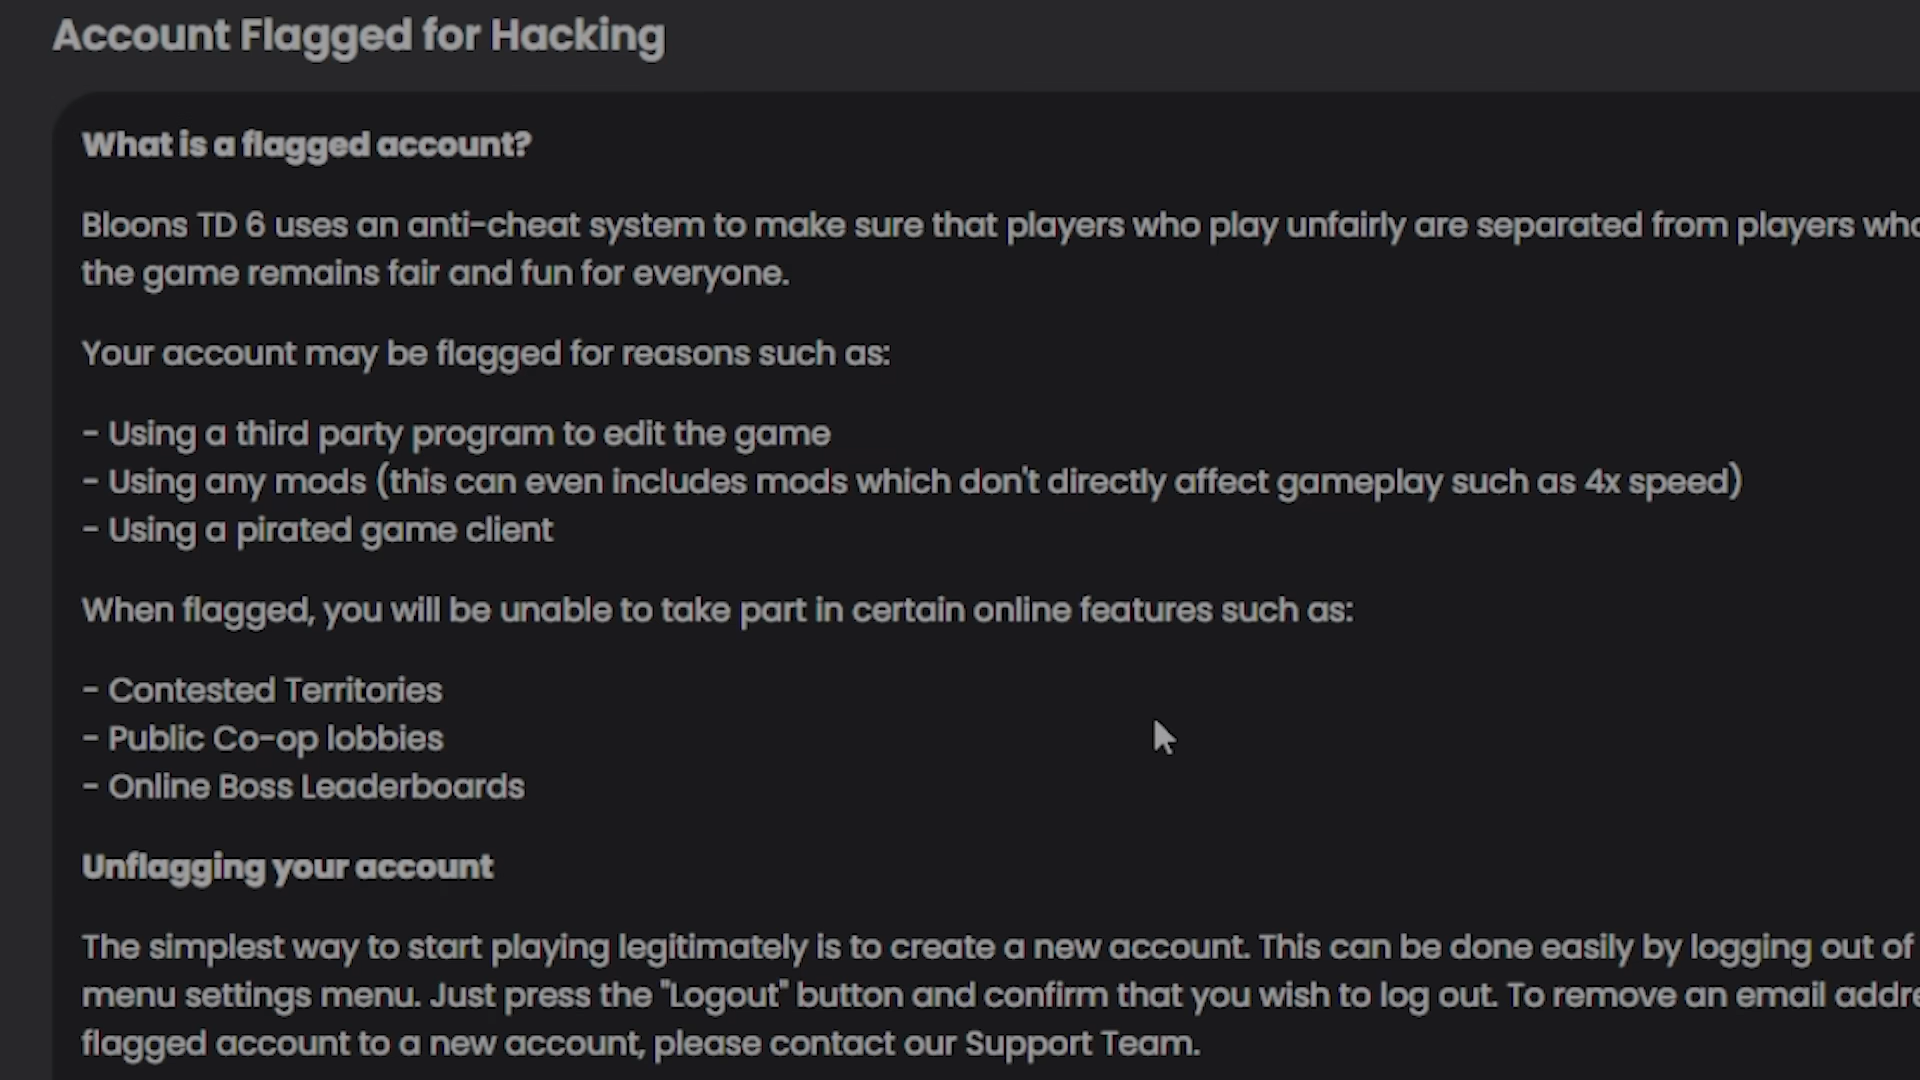 Account Flagged for Hacking
What is a flagged account?
Bloons TD 6 uses an anti-cheat system to make sure that players who play unfairly are separated from players who
the game remains fair and fun for everyone.
Your account may be flagged for reasons such as:
- Using a third party program to edit the game
- Using any mods (this can even includes mods which don't directly affect gameplay such as 4x speed)
- Using a pirated game client
When flagged, you will be unable to take part in certain online features such as:
- Contested Territories
- Public Co-op lobbies
- Online Boss Leaderboards
Unflagging your account
The simplest way to start playing legitimately is to create a new account. This can be done easily by logging out of
menu settings menu. Just press the "Logout" button and confirm that you wish to log out. To remove an email addre
flagged account to a new account, please contact our Support Team.